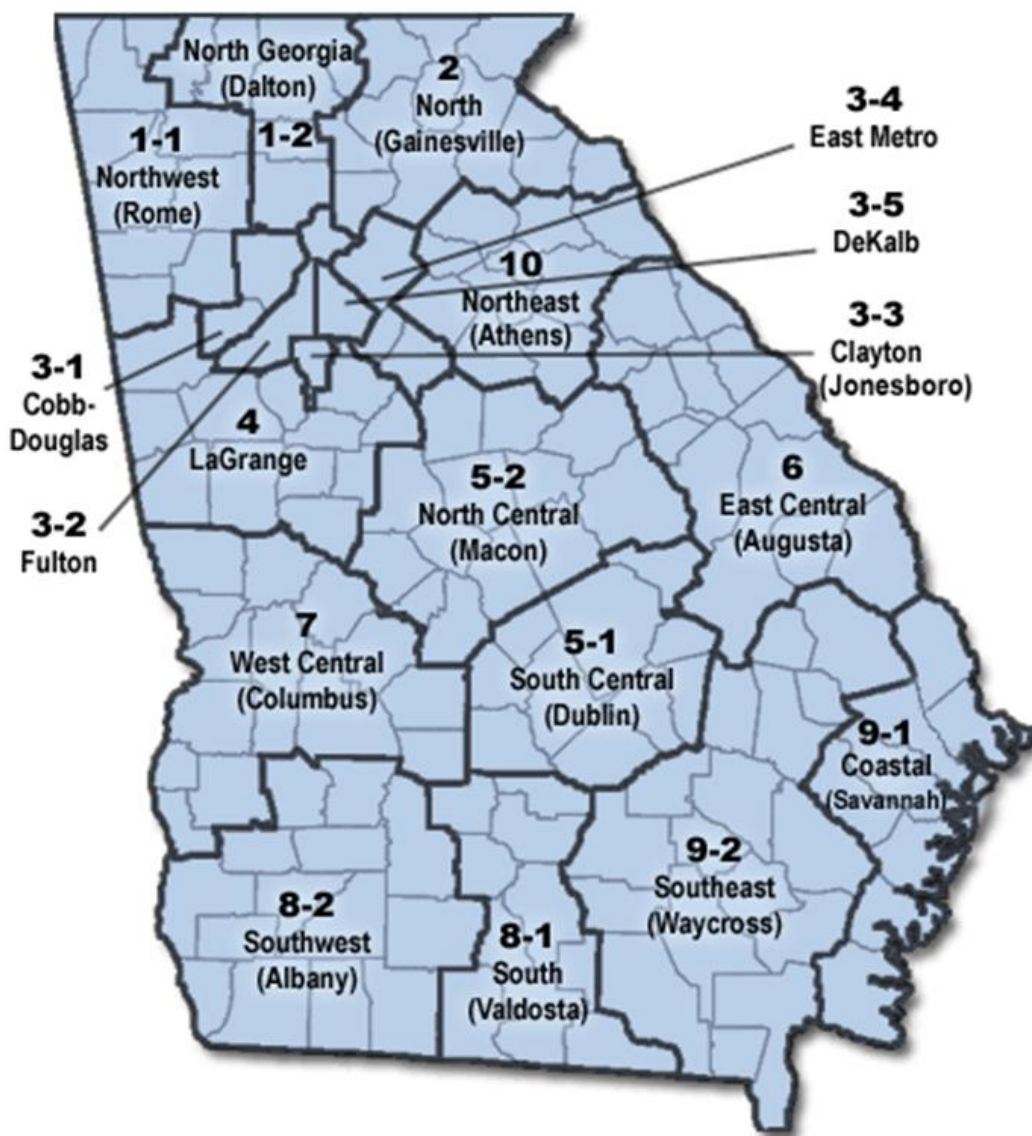 North Georgia
(Dalton)
1-2
2
North
(Gainesville)
3-4
East Metro
1-1
Northwest
(Rome)
3-5
DeKalb
10
Northeast
(Athens)
3-3
Clayton
(Jonesboro)
3-1
Cobb-
Douglas
4
LaGrange
3-2
Fulton
5-2
North Central
(Macon)
6
East Central
(Augusta)
7
West Central
(Columbus)
5-1
South Central
(Dublin)
9-1
Coastal
(Savannah)
9-2
Southeast
(Waycross)
8-2
Southwest
(Albany)
8-1
South
(Valdosta)